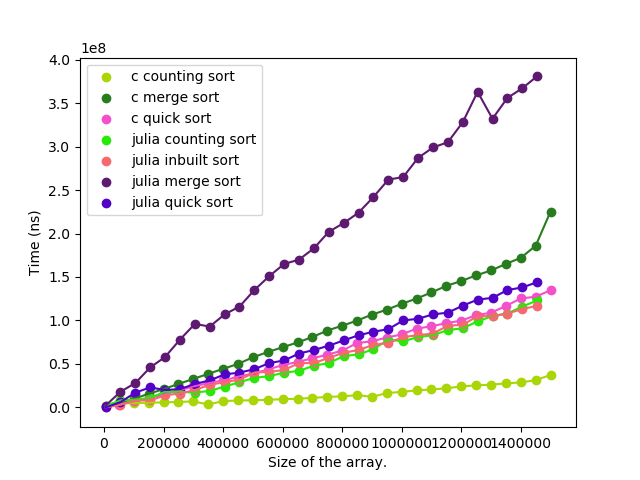 1e8
4.0
3.5
3.0
2.5
2.0
1.5
1.0
0.5
0.0
Time (ns)
c counting sort
c merge sort
c quick sort
julia counting sort
julia inbuilt sort
julia merge sort
julia quick sort
0 200000 400000 600000 800000 1000000 1200000 1400000
Size of the array.